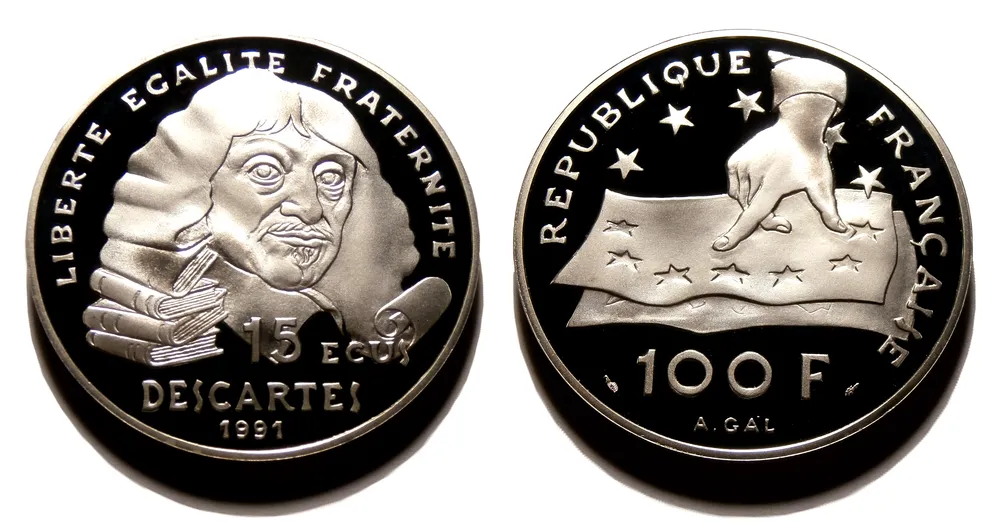 LIBERTE EGALITE FRATERNITE
15 ECUS
DESCARTES
1991
REPUBLIQUE FRANÇAISE
100 F
A. GAL